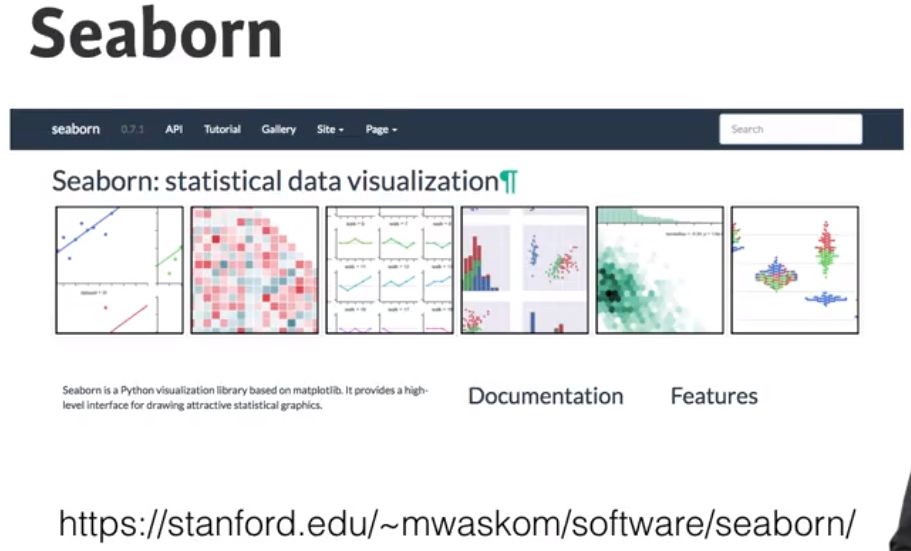 Seaborn
seaborn 0.7.1 API Tutorial Gallery Site Page Search
Seaborn: statistical data visualization¶
Seaborn is a Python visualization library based on matplotlib. It provides a high-
level interface for drawing attractive statistical graphics.
Documentation Features
https://stanford.edu/~mwaskom/software/seaborn/